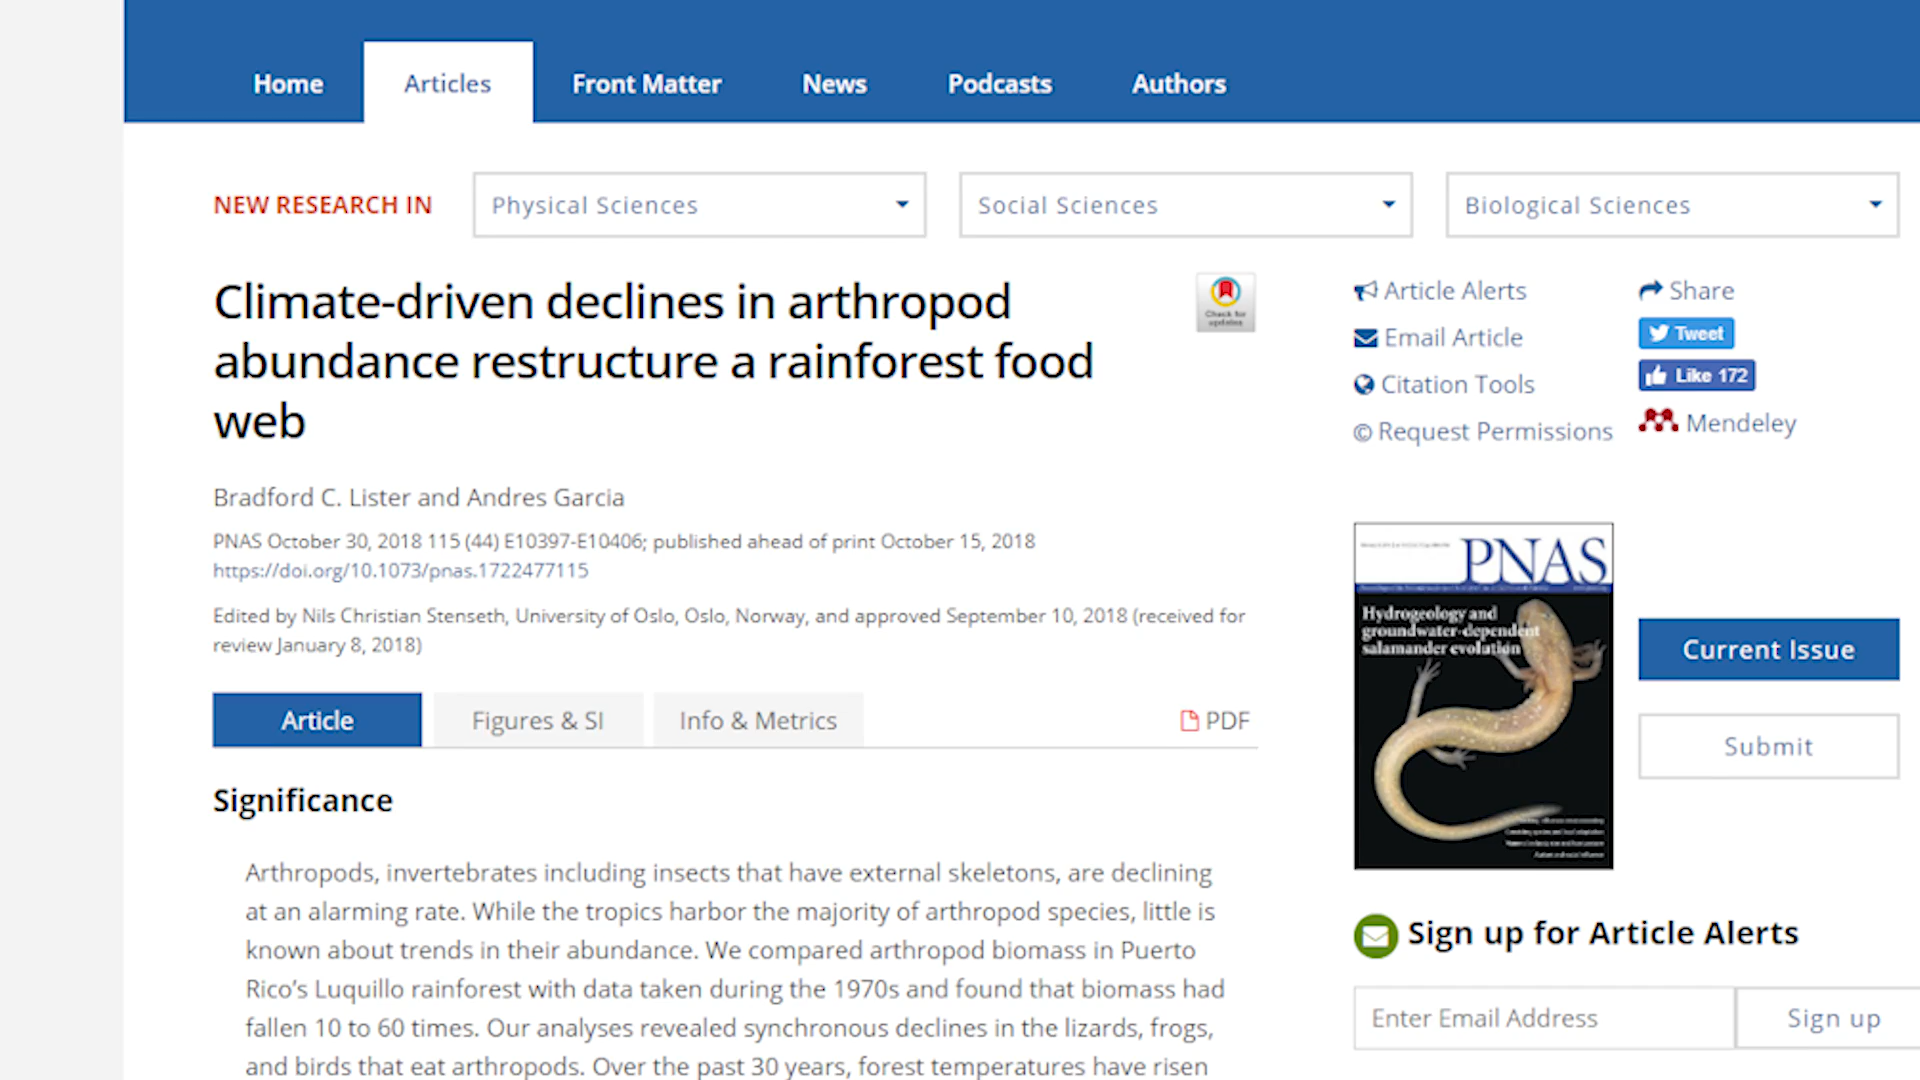 Home Articles Front Matter News Podcasts Authors
NEW RESEARCH IN Physical Sciences Social Sciences Biological Sciences
Climate-driven declines in arthropod
abundance restructure a rainforest food
web
Check for
updates
Bradford C. Lister and Andres Garcia
PNAS October 30, 2018 115 (44) E10397-E10406; published ahead of print October 15, 2018
https://doi.org/10.1073/pnas.1722477115
Edited by Nils Christian Stenseth, University of Oslo, Oslo, Norway, and approved September 10, 2018 (received for
review January 8, 2018)
Article Figures & SI Info & Metrics PDF
Significance
Arthropods, invertebrates including insects that have external skeletons, are declining
at an alarming rate. While the tropics harbor the majority of arthropod species, little is
known about trends in their abundance. We compared arthropod biomass in Puerto
Rico’s Luquillo rainforest with data taken during the 1970s and found that biomass had
fallen 10 to 60 times. Our analyses revealed synchronous declines in the lizards, frogs,
and birds that eat arthropods. Over the past 30 years, forest temperatures have risen
Article Alerts
Email Article
Citation Tools
© Request Permissions
Share
Tweet
Like 172
Mendeley
PNAS
Hydrogeology and
groundwater-dependent
salamander evolution
Current Issue
Submit
Sign up for Article Alerts
Enter Email Address Sign up